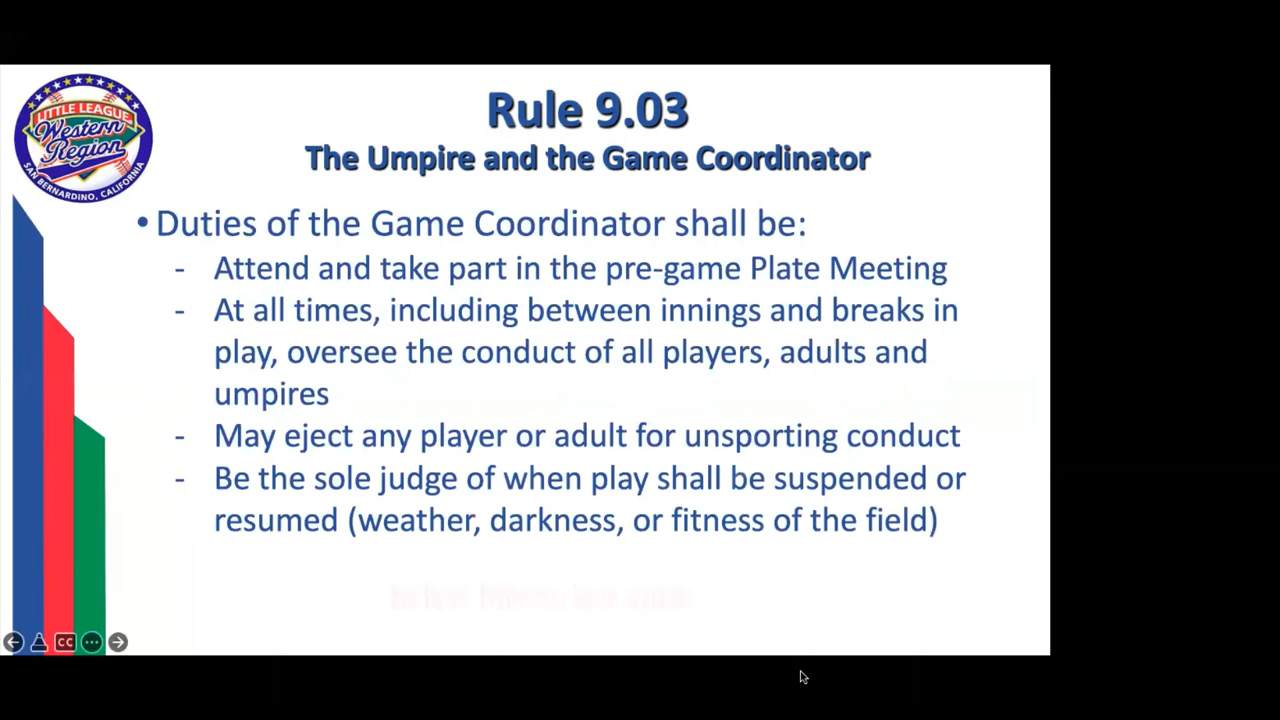 LITTLE LEAGUE
Western
Region
SAN BERNARDINO, CALIFORNIA
Rule 9.03
The Umpire and the Game Coordinator
• Duties of the Game Coordinator shall be:
- Attend and take part in the pre-game Plate Meeting
- At all times, including between innings and breaks in
play, oversee the conduct of all players, adults and
umpires
- May eject any player or adult for unsporting conduct
- Be the sole judge of when play shall be suspended or
resumed (weather, darkness, or fitness of the field)
CC